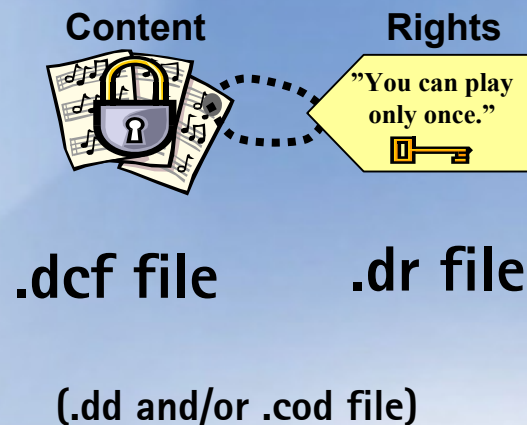 Content
Rights
”You can play
only once.”
.dcf file
.dr file
(.dd and/or .cod file)